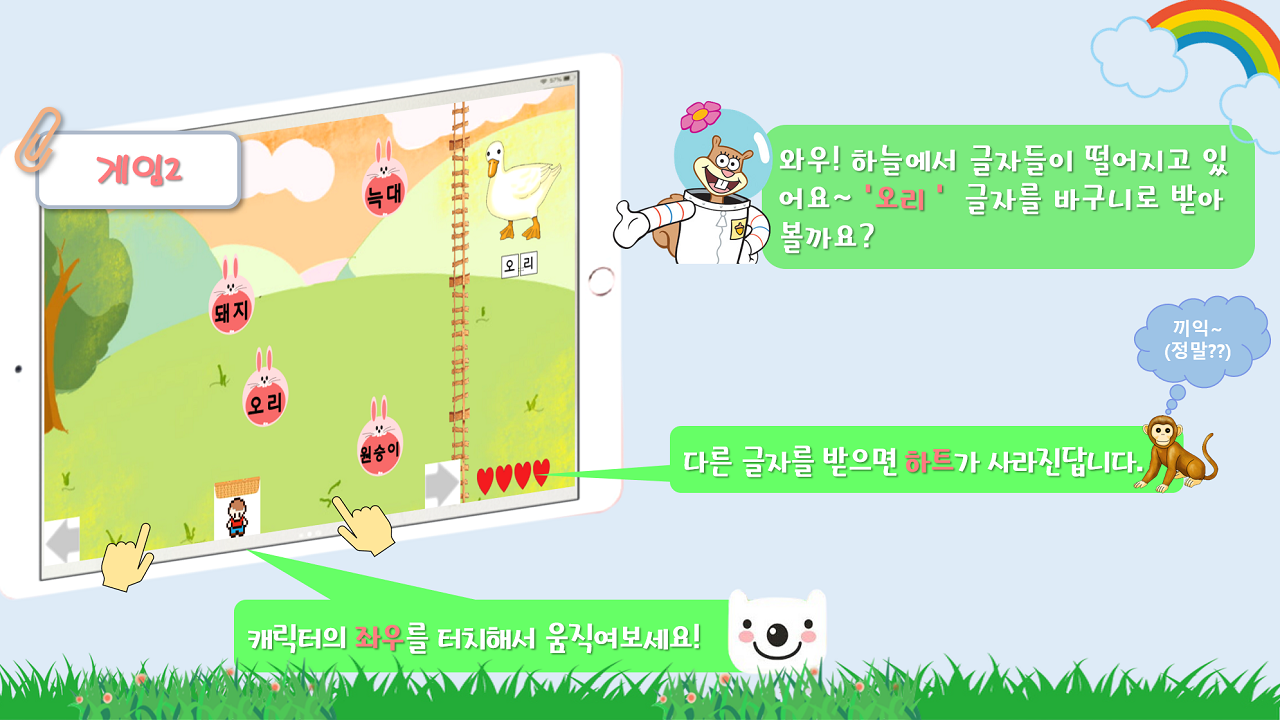 게임2
와우! 하늘에서 글자들이 떨어지고 있
어요~ '오리 ' 글자를 바구니로 받아
볼까요?
97%
늑대
돼지
오리
원숭이
오 리
끼익~
(정말??)
다른 글자를 받으면 하트가 사라진답니다.
캐릭터의 좌우를 터치해서 움직여보세요!